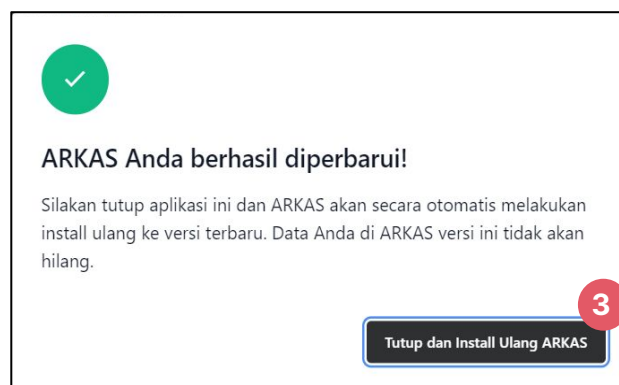 ARKAS Anda berhasil diperbarui!
Silakan tutup aplikasi ini dan ARKAS akan secara otomatis melakukan
install ulang ke versi terbaru. Data Anda di ARKAS versi ini tidak akan
hilang.
3
Tutup dan Install Ulang ARKAS